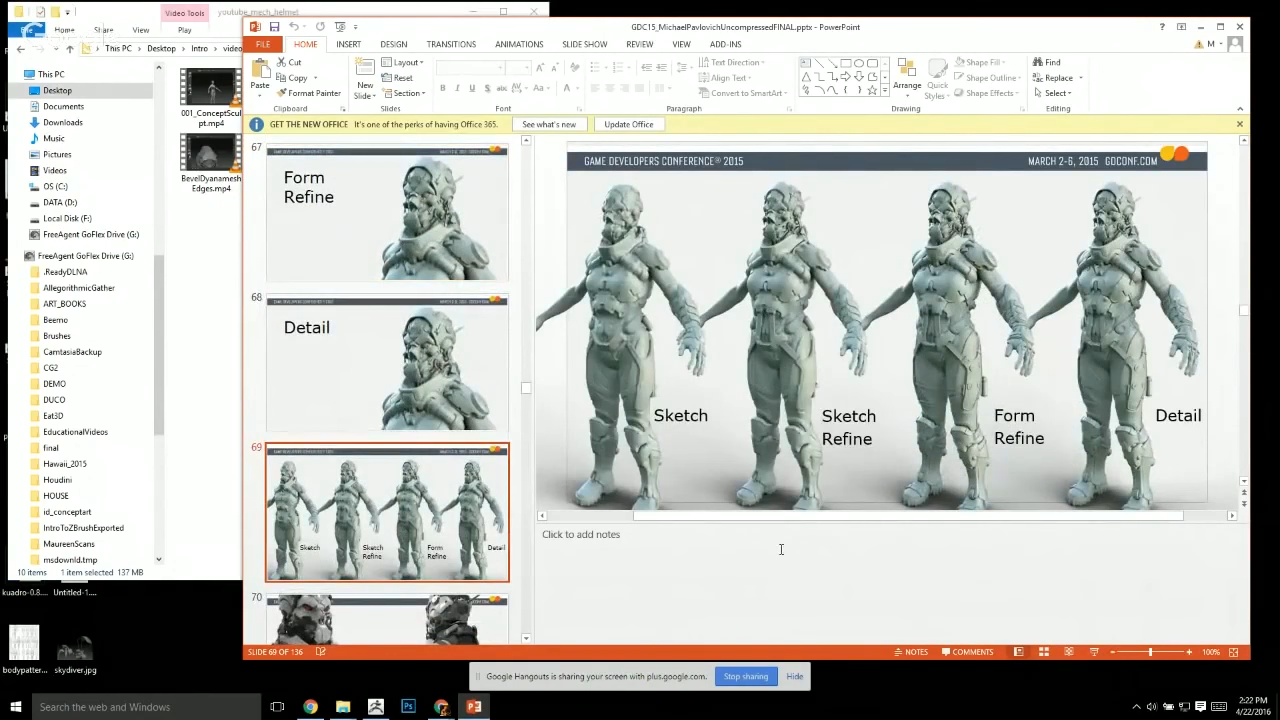 Video Tools
youtube_mech_helmet
File
Home
Share
View
Play
This PC
Desktop
Intro
This PC
Desktop
Documents
Downloads
Music
Pictures
Videos
OS (C:)
DATA (D:)
Local Disk (F:)
FreeAgent GoFlex Drive (G:)
FreeAgent GoFlex Drive (G:)
.ReadyDLNA
AllegorithmicGather
ART_BOOKS
Beemo
Brushes
CamtasiaBackup
CG2
DEMO
DUCO
Eat3D
EducationalVideos
final
Hawaii_2015
Houdini
HOUSE
id_conceptart
IntroToZBrushExported
MaureenScans
msdownld.tmp
10 items
1 item selected 137 MB
001_ConceptScul
pt.mp4
BevelDyanamesh
Edges.mp4
kuadro-0.8....
Untitled-1....
bodypatter...
skydiver.jpg
GDC15_MichaelPavlovichUncompressedFINAL.pptx - PowerPoint
FILE
HOME
INSERT
DESIGN
TRANSITIONS
ANIMATIONS
SLIDE SHOW
REVIEW
VIEW
ADD-INS
M
Paste
Cut
Copy
Format Painter
Clipboard
New
Slide
Layout
Reset
Section
Slides
Font
Text Direction
Align Text
Convert to SmartArt
Paragraph
Arrange
Quick
Styles
Shape Fill
Shape Outline
Shape Effects
Drawing
Find
Replace
Select
Editing
GET THE NEW OFFICE It's one of the perks of having Office 365.
See what's new
Update Office
67
Form
Refine
68
Detail
69
Sketch
Sketch
Refine
Form
Refine
Detail
70
GAME DEVELOPERS CONFERENCE® 2015
MARCH 2-6, 2015 GDCONF.COM
Sketch
Sketch
Refine
Form
Refine
Detail
Click to add notes
SLIDE 69 OF 136
NOTES
COMMENTS
100%
Google Hangouts is sharing your screen with plus.google.com.
Stop sharing
Hide
Search the web and Windows
2:22 PM
4/22/2016